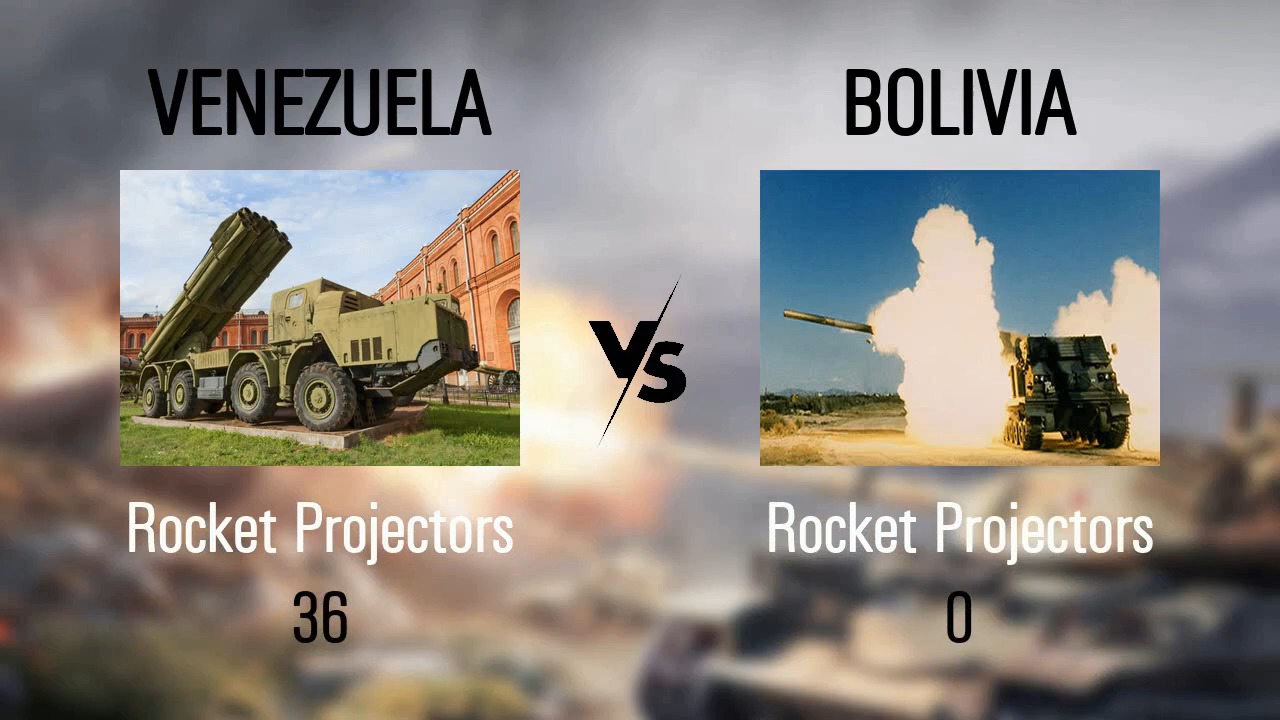 VENEZUELA
BOLIVIA
VS
Rocket Projectors
Rocket Projectors
36
0